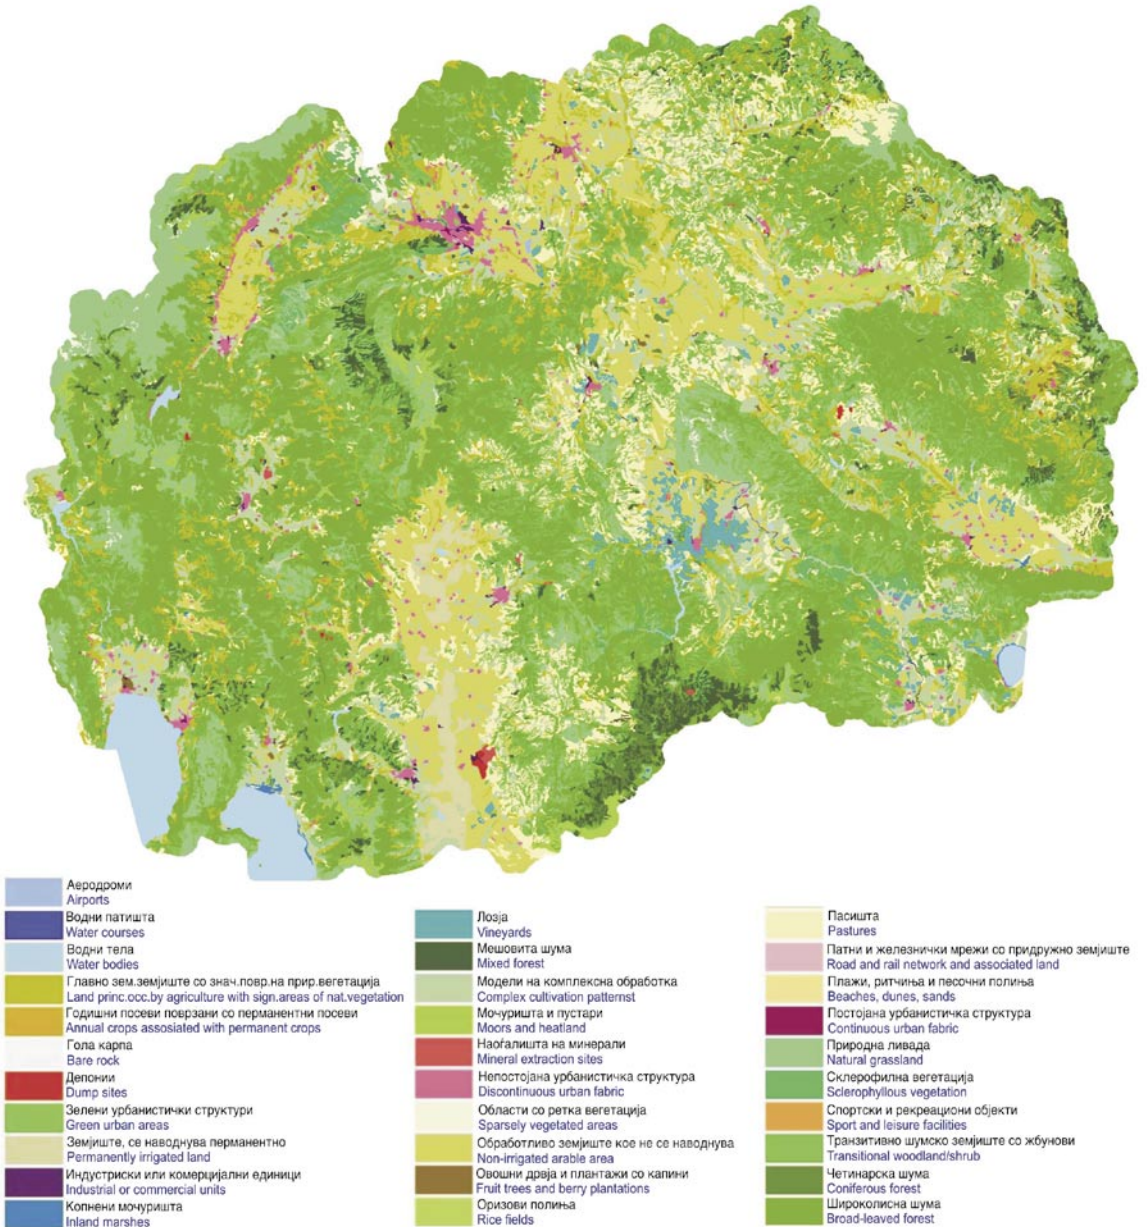 Аеродроми
Airports
Водни патишта
Water courses
Водни тела
Water bodies
Главно зем.земјиште со знач.повр.на прир.вегетација
Land princ.occ.by agriculture with sign.areas of nat.vegetation
Годишни посеви поврзани со перманентни посеви
Annual crops assosiated with permanent crops
Гола карпа
Bare rock
Депонии
Dump sites
Зелени урбанистички структури
Green urban areas
Земјиште, се наводнува перманентно
Permanently irrigated land
Индустриски или комерцијални единици
Industrial or commercial units
Копнени мочуришта
Inland marshes
Лозја
Vineyards
Мешовита шума
Mixed forest
Модели на комплексна обработка
Complex cultivation patternst
Мочуришта и пустари
Moors and heatland
Наоѓалишта на минерали
Mineral extraction sites
Непостојана урбанистичка структура
Discontinuous urban fabric
Области со ретка вегетација
Sparsely vegetated areas
Обработливо земјиште кое не се наводнува
Non-irrigated arable area
Овошни дрвја и плантажи со капини
Fruit trees and berry plantations
Оризови полиња
Rice fields
Пасишта
Pastures
Патни и железнички мрежи со придружно земјиште
Road and rail network and associated land
Плажи, ритчиња и песочни полиња
Beaches, dunes, sands
Постојана урбанистичка структура
Continuous urban fabric
Природна ливада
Natural grassland
Склерофилна вегетација
Sclerophyllous vegetation
Спортски и рекреациони објекти
Sport and leisure facilities
Транзитивно шумско земјиште со жбунови
Transitional woodland/shrub
Четинарска шума
Coniferous forest
Широколисна шума
Broad-leaved forest